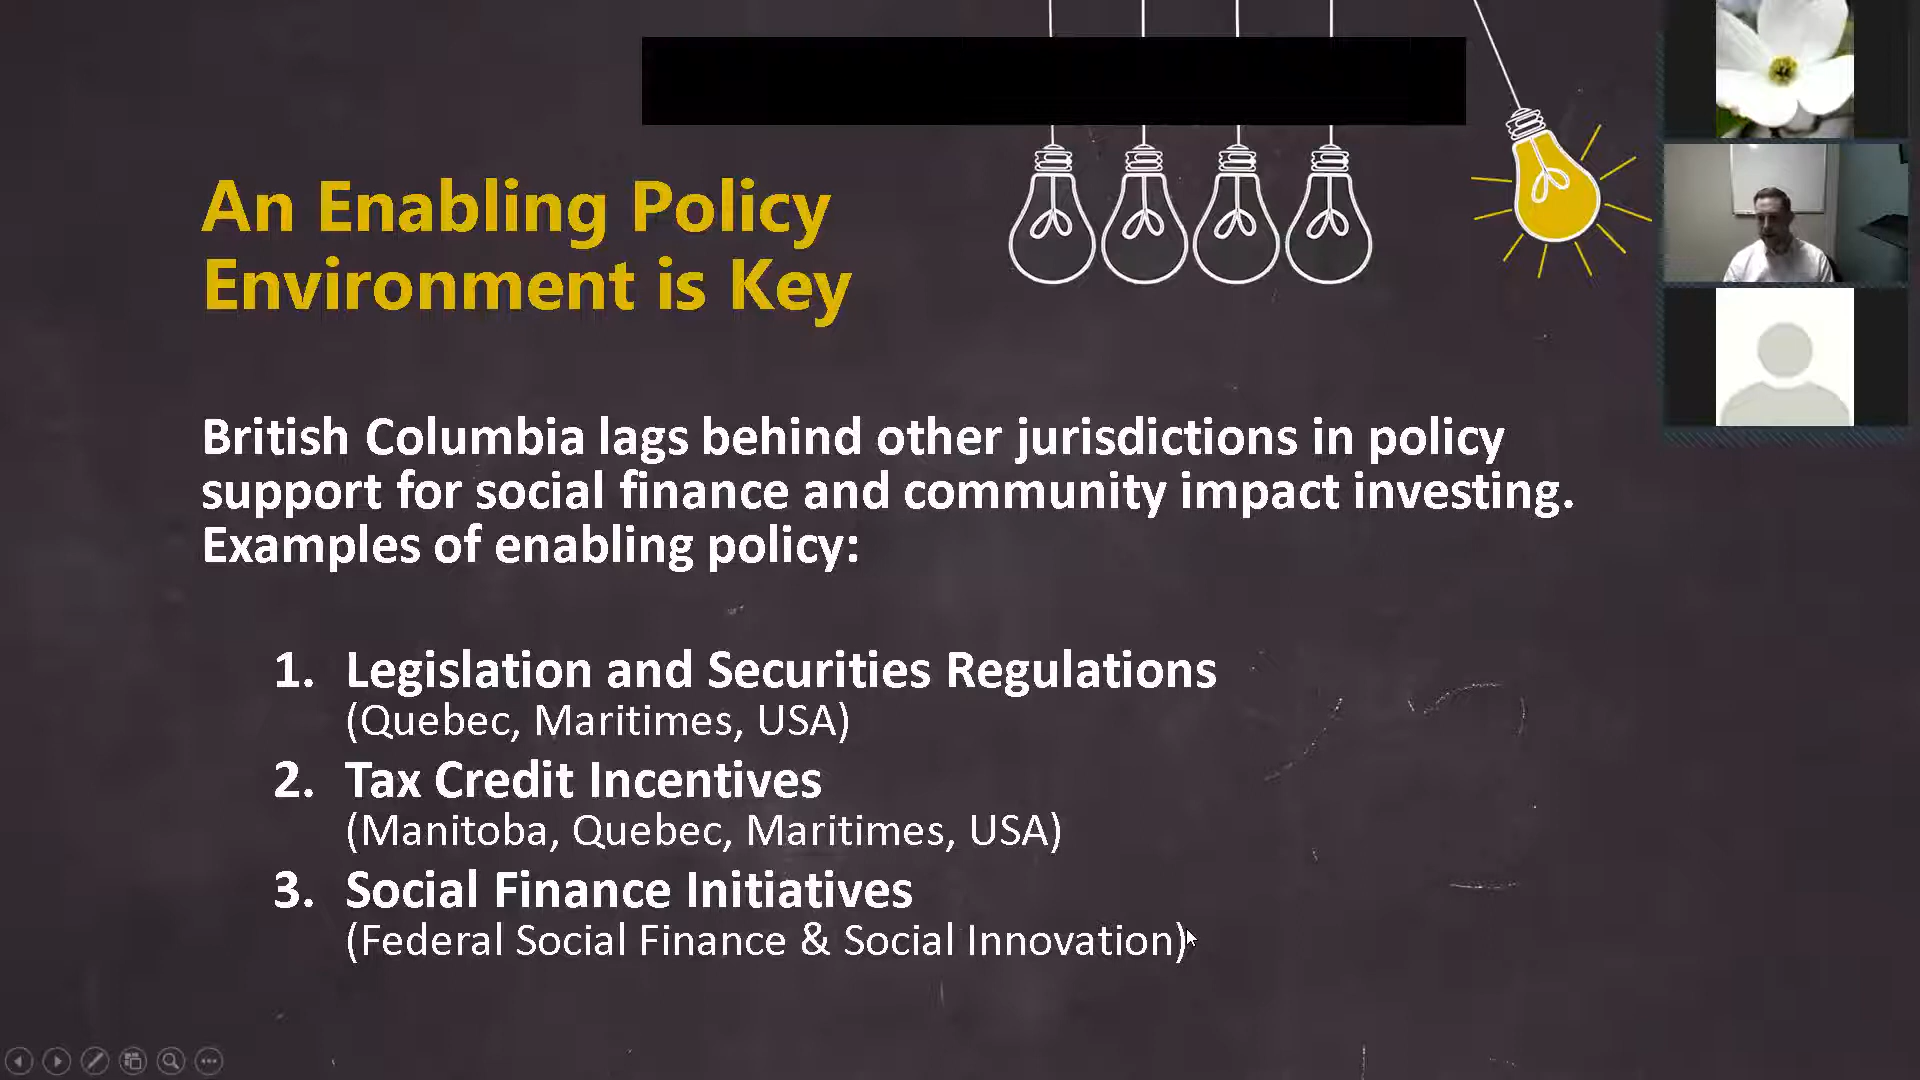 An Enabling Policy
Environment is Key
British Columbia lags behind other jurisdictions in policy
support for social finance and community impact investing.
Examples of enabling policy:
1. Legislation and Securities Regulations
(Quebec, Maritimes, USA)
2. Tax Credit Incentives
(Manitoba, Quebec, Maritimes, USA)
3. Social Finance Initiatives
(Federal Social Finance & Social Innovation)